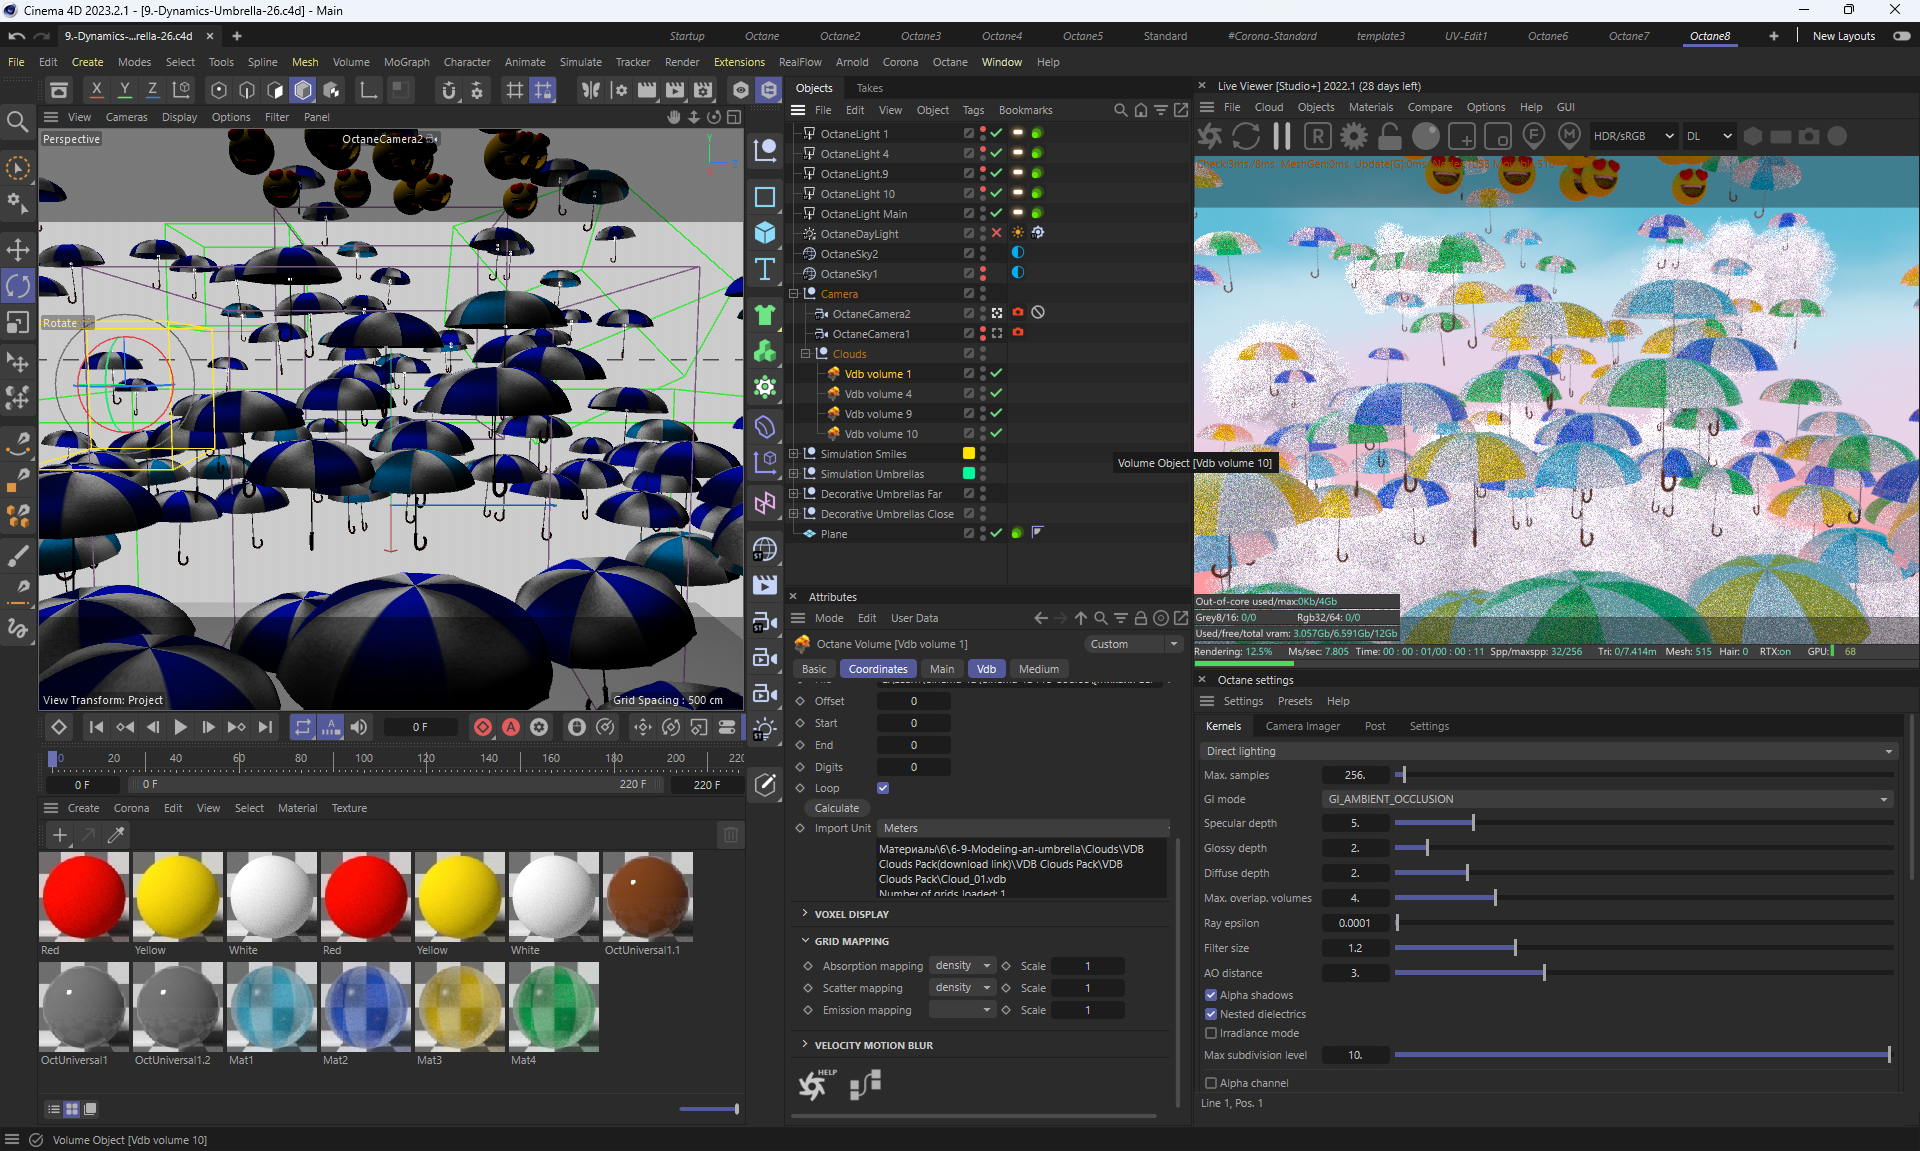 Cinema 4D 2023.2.1 - [9.-Dynamics-Umbrella-26.c4d] - Main
9.-Dynamics-...rella-26.c4d
Startup Octane Octane2 Octane3 Octane4 Octane5 Standard #Corona-Standard template3 UV-Edit1 Octane6 Octane7 Octane8 New Layouts
File Edit Create Modes Select Tools Spline Mesh Volume MoGraph Character Animate Simulate Tracker Render Extensions RealFlow Arnold Corona Octane Window Help
X Y Z
View Cameras Display Options Filter Panel
Perspective
OctaneCamera2
Rotate
View Transform: Project
Grid Spacing : 500 cm
0 F
0 20 40 60 80 100 120 140 160 180 200 220
0 F 0 F 220 F 220 F
Create Corona Edit View Select Material Texture
Red Yellow White Red Yellow White OctUniversal1.1
OctUniversal1 OctUniversal1.2 Mat1 Mat2 Mat3 Mat4
Volume Object [Vdb volume 10]
Objects Takes
File Edit View Object Tags Bookmarks
OctaneLight 1
OctaneLight 4
OctaneLight.9
OctaneLight 10
OctaneLight Main
OctaneDayLight
OctaneSky2
OctaneSky1
Camera
OctaneCamera2
OctaneCamera1
Clouds
Vdb volume 1
Vdb volume 4
Vdb volume 9
Vdb volume 10
Simulation Smiles
Simulation Umbrellas
Decorative Umbrellas Far
Decorative Umbrellas Close
Plane
Volume Object [Vdb volume 10]
Attributes
Mode Edit User Data
Octane Volume [Vdb volume 1]
Custom
Basic Coordinates Main Vdb Medium
Offset 0
Start 0
End 0
Digits 0
Loop
Calculate
Import Unit Meters
Материалы\6\6-9-Modeling-an-umbrella\Clouds\VDB
Clouds Pack(download link)\VDB Clouds Pack\VDB
Clouds Pack\Cloud_01.vdb
Number of grids loaded: 1
VOXEL DISPLAY
GRID MAPPING
Absorption mapping density Scale 1
Scatter mapping density Scale 1
Emission mapping Scale 1
VELOCITY MOTION BLUR
HELP
Live Viewer [Studio+] 2022.1 (28 days left)
File Cloud Objects Materials Compare Options Help GUI
HDR/sRGB
DL
Out-of-core used/max:0Kb/4Gb
Grey8/16: 0/0 Rgb32/64: 0/0
Used/free/total vram: 3.057Gb/6.591Gb/12Gb
Rendering: 12.5% Ms/sec: 7.805 Time: 00 : 00 : 01/00 : 00 : 11 Spp/maxspp: 32/256 Tri: 0/7.414m Mesh: 515 Hair: 0 RTX:on GPU: 68
Octane settings
Settings Presets Help
Kernels Camera Imager Post Settings
Direct lighting
Max. samples 256.
GI mode GI_AMBIENT_OCCLUSION
Specular depth 5.
Glossy depth 2.
Diffuse depth 2.
Max. overlap. volumes 4.
Ray epsilon 0.0001
Filter size 1.2
AO distance 3.
Alpha shadows
Nested dielectrics
Irradiance mode
Max subdivision level 10.
Alpha channel
Line 1, Pos. 1